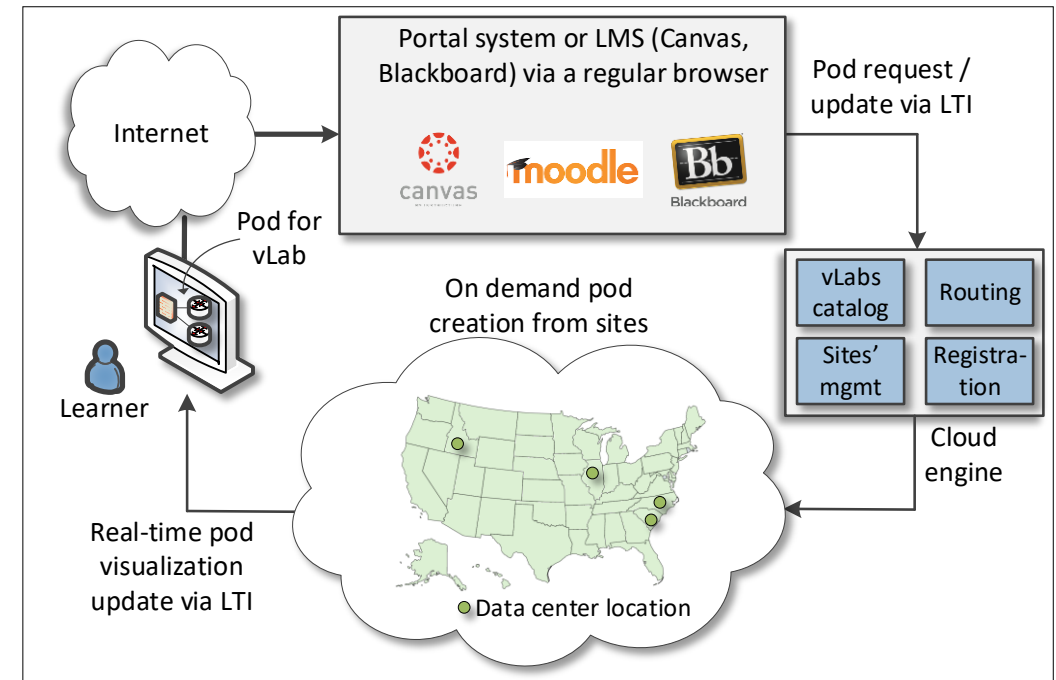 Portal system or LMS (Canvas,
Blackboard) via a regular browser
Pod request /
update via LTI
Internet
canvas
moodle
Bb
Blackboard
Pod for
vLab
vLabs
catalog
Routing
Sites'
mgmt
Registra-
tion
On demand pod
creation from sites
Learner
Cloud
engine
Real-time pod
visualization
update via LTI
Data center location